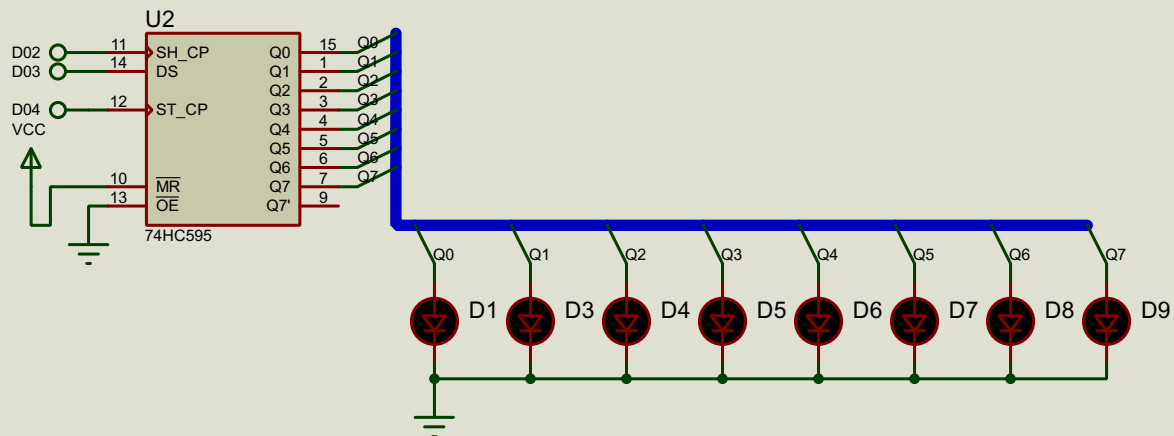 U2
D02 11 SH_CP Q0 15 Q0
D03 14 DS Q1 1 Q1
Q2 2 Q2
D04 12 ST_CP Q3 3 Q3
VCC Q4 4 Q4
Q5 5 Q5
Q6 6 Q6
10 MR Q7 7 Q7
13 OE Q7' 9
74HC595
Q0 Q1 Q2 Q3 Q4 Q5 Q6 Q7
D1 D3 D4 D5 D6 D7 D8 D9